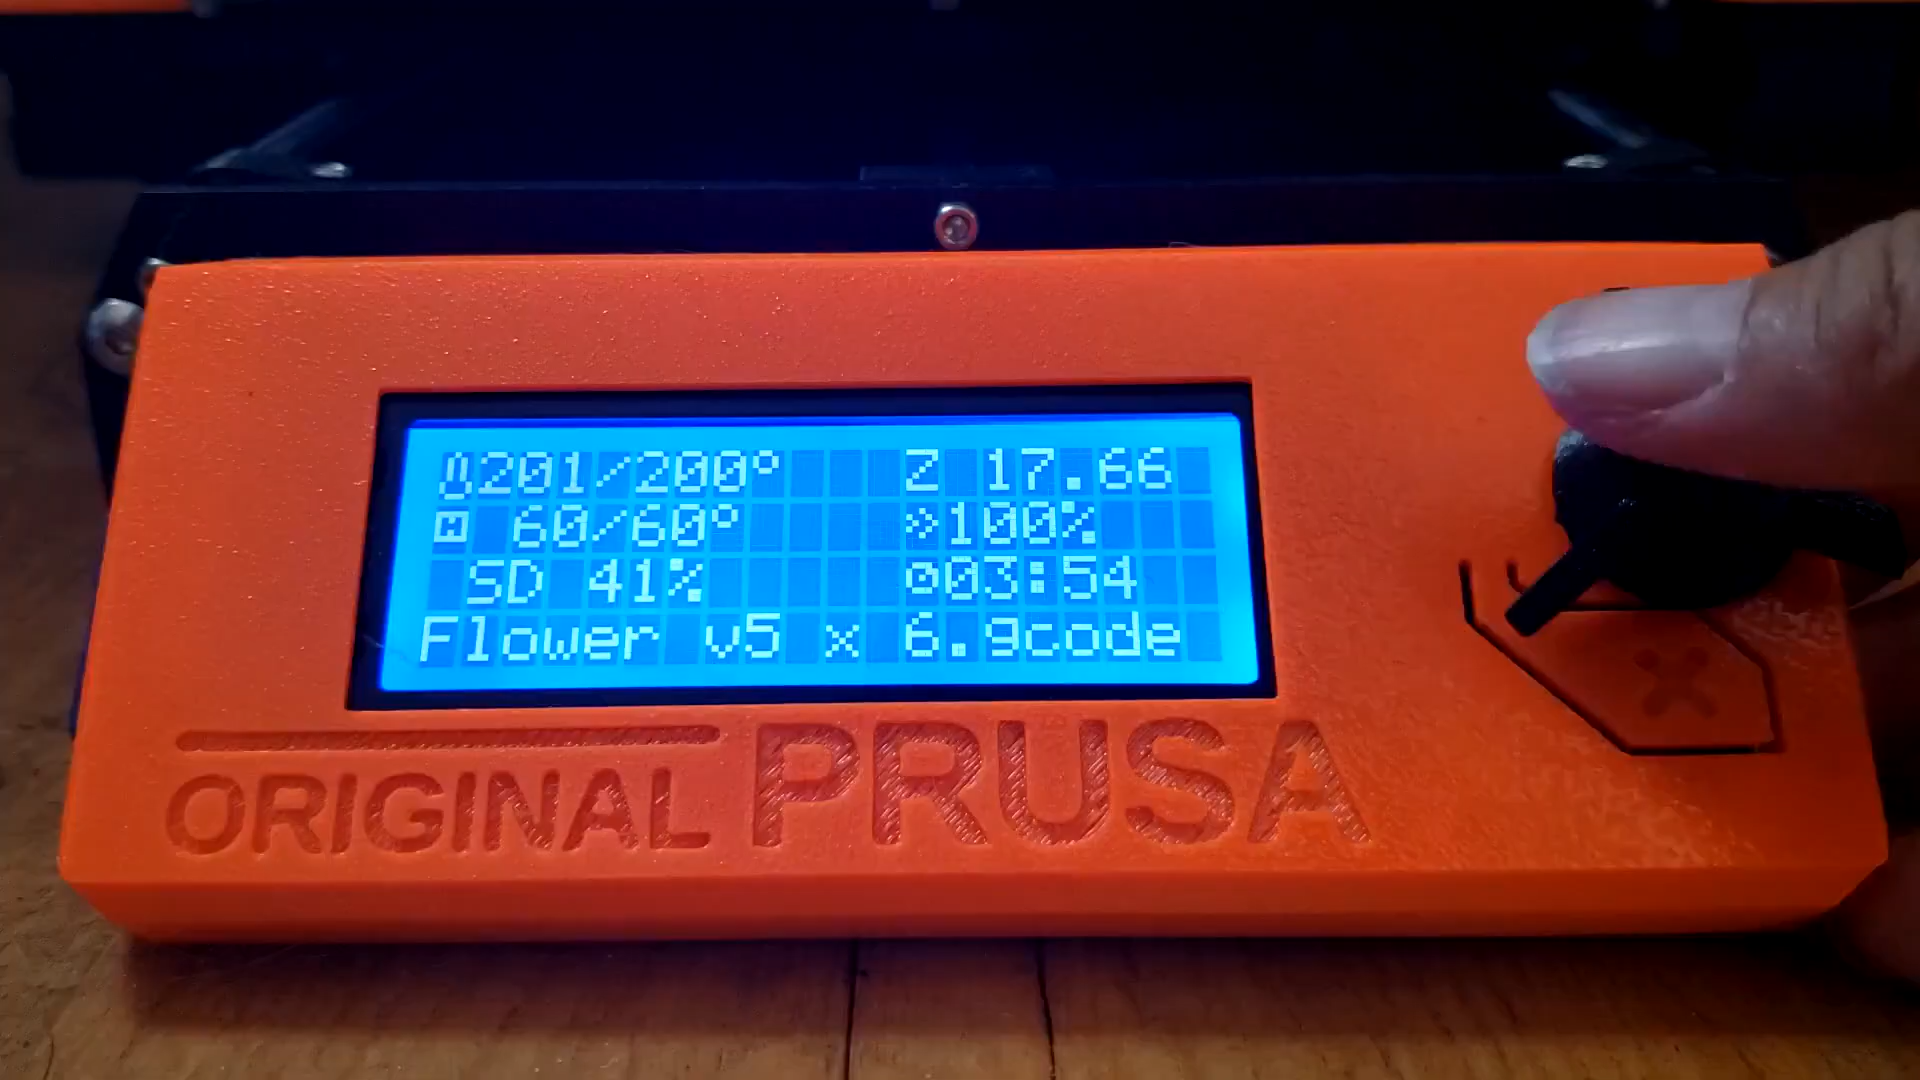 201/200° Z 17.66
60/60° 100%
SD 41% 03:54
Flower v5 x 6.gcode
ORIGINAL PRUSA